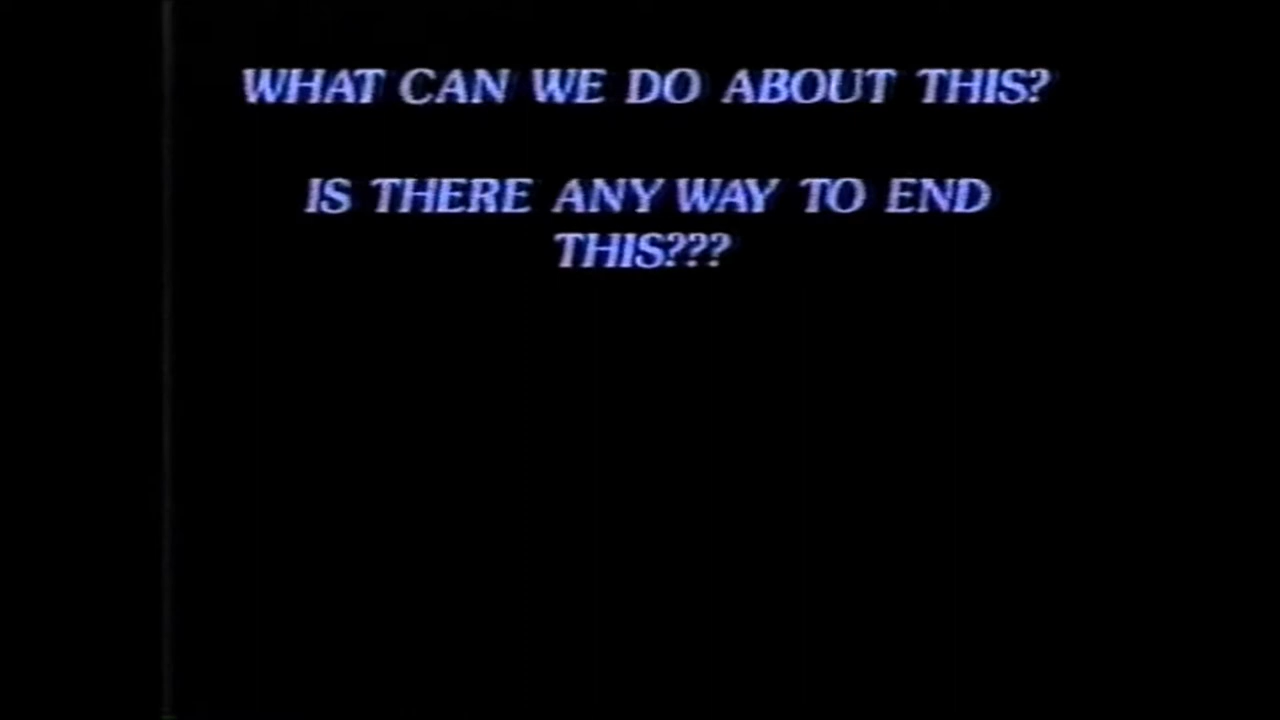 WHAT CAN WE DO ABOUT THIS?
IS THERE ANY WAY TO END
THIS???